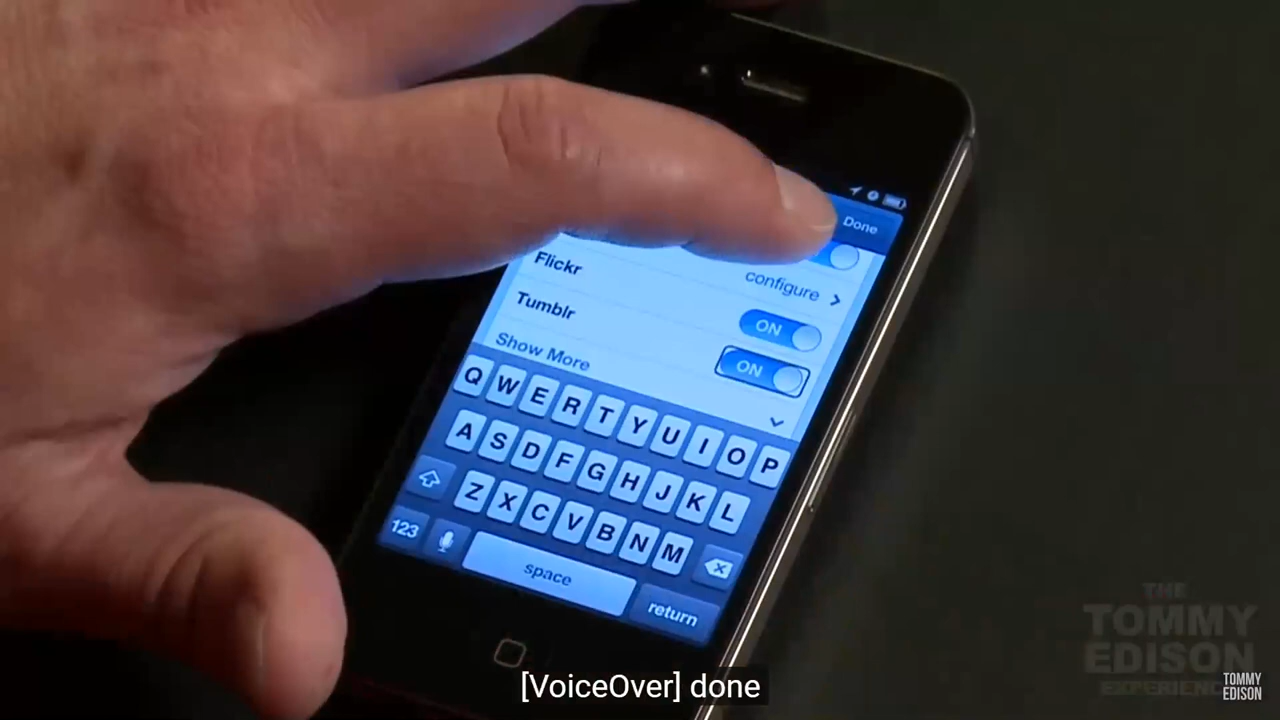 Done
Flickr
configure
Tumblr
ON
Show More
ON
Q W E R T Y U I O P
A S D F G H J K L
Z X C V B N M
123
space
return
THE
TOMMY
EDISON
EXPERIENCE
TOMMY
EDISON
[VoiceOver] done